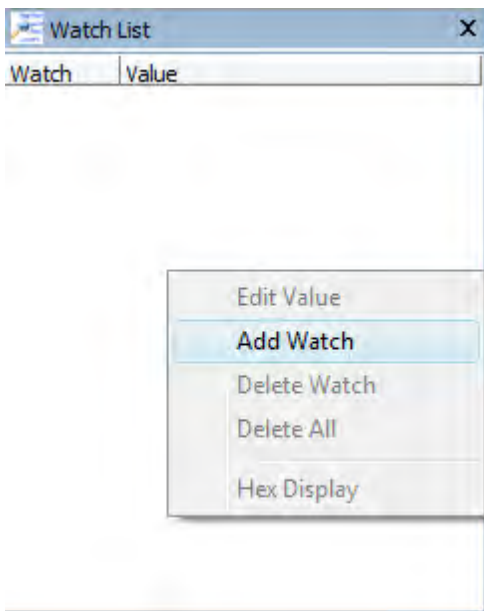 Watch List
Watch Value
Edit Value
Add Watch
Delete Watch
Delete All
Hex Display